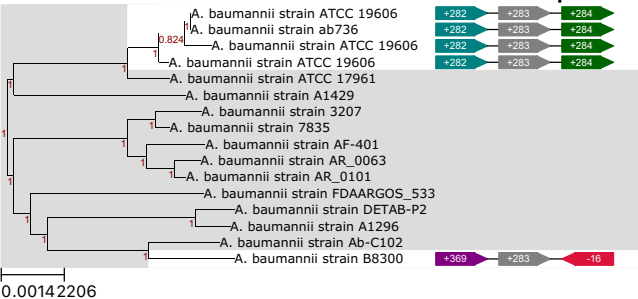 A. baumannii strain ATCC 19606 +282 +283 +284
A. baumannii strain ab736 +282 +283 +284
0.824
A. baumannii strain ATCC 19606 +282 +283 +284
1
A. baumannii strain ATCC 19606 +282 +283 +284
1
A. baumannii strain ATCC 17961
1
A. baumannii strain A1429
A. baumannii strain 3207
1
A. baumannii strain 7835
1
1
A. baumannii strain AF-401
1
A. baumannii strain AR_0063
1
A. baumannii strain AR_0101
1
A. baumannii strain FDAARGOS_533
1
A. baumannii strain DETAB-P2
1
A. baumannii strain A1296
1
A. baumannii strain Ab-C102
1
A. baumannii strain B8300 +369 +283 -16
0.00142206